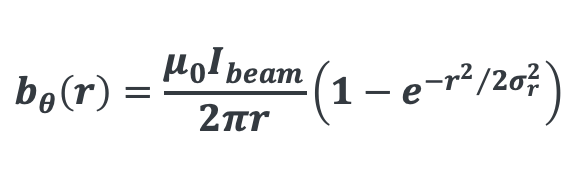 b_θ(r) = μ₀I_beam / 2πr (1 − e^(−r²/2σ_r²))